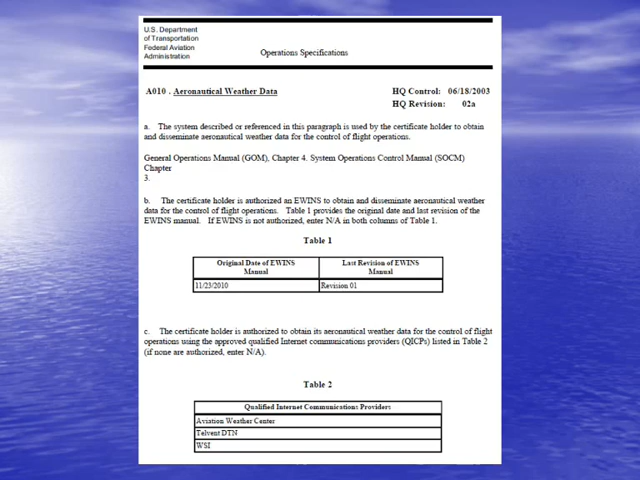 U.S. Department
of Transportation
Federal Aviation
Administration
Operations Specifications
A010 . Aeronautical Weather Data
HQ Control: 06/18/2003
HQ Revision: 02a
a. The system described or referenced in this paragraph is used by the certificate holder to obtain
and disseminate aeronautical weather data for the control of flight operations.
General Operations Manual (GOM), Chapter 4. System Operations Control Manual (SOCM)
Chapter
3.
b. The certificate holder is authorized an EWINS to obtain and disseminate aeronautical weather
data for the control of flight operations. Table 1 provides the original date and last revision of the
EWINS manual. If EWINS is not authorized, enter N/A in both columns of Table 1.
Table 1
Original Date of EWINS
Manual
Last Revision of EWINS
Manual
11/23/2010
Revision 01
c. The certificate holder is authorized to obtain its aeronautical weather data for the control of flight
operations using the approved qualified Internet communications providers (QICPs) listed in Table 2
(if none are authorized, enter N/A).
Table 2
Qualified Internet Communications Providers
Aviation Weather Center
Telvent DTN
WSI